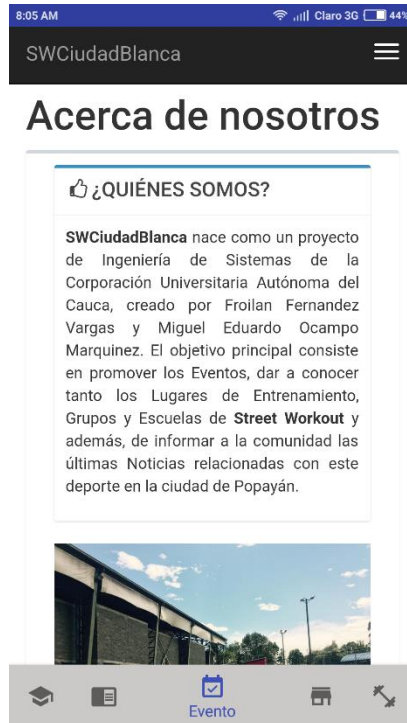 8:05 AM Claro 3G 44%
SWCiudadBlanca
Acerca de nosotros
¿QUIÉNES SOMOS?
SWCiudadBlanca nace como un proyecto
de Ingeniería de Sistemas de la
Corporación Universitaria Autónoma del
Cauca, creado por Froilan Fernandez
Vargas y Miguel Eduardo Ocampo
Marquinez. El objetivo principal consiste
en promover los Eventos, dar a conocer
tanto los Lugares de Entrenamiento,
Grupos y Escuelas de Street Workout y
además, de informar a la comunidad las
últimas Noticias relacionadas con este
deporte en la ciudad de Popayán.
Evento